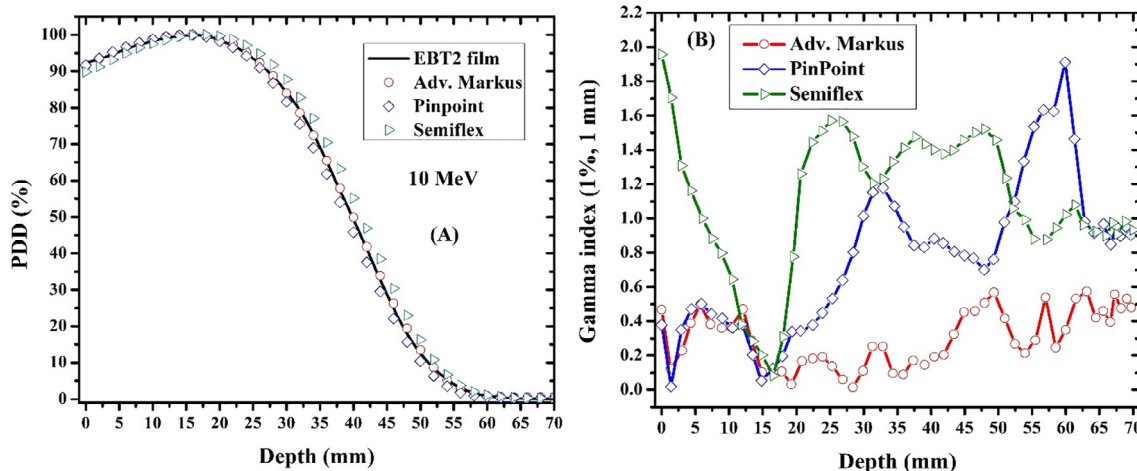 100
90
80
70
60
50
40
30
20
10
0
PDD (%)
EBT2 film
Adv. Markus
Pinpoint
Semiflex
10 MeV
(A)
0 5 10 15 20 25 30 35 40 45 50 55 60 65 70
Depth (mm)
2.2
2.0
1.8
1.6
1.4
1.2
1.0
0.8
0.6
0.4
0.2
0.0
Gamma index (1%, 1 mm)
(B)
Adv. Markus
PinPoint
Semiflex
0 5 10 15 20 25 30 35 40 45 50 55 60 65 70
Depth (mm)